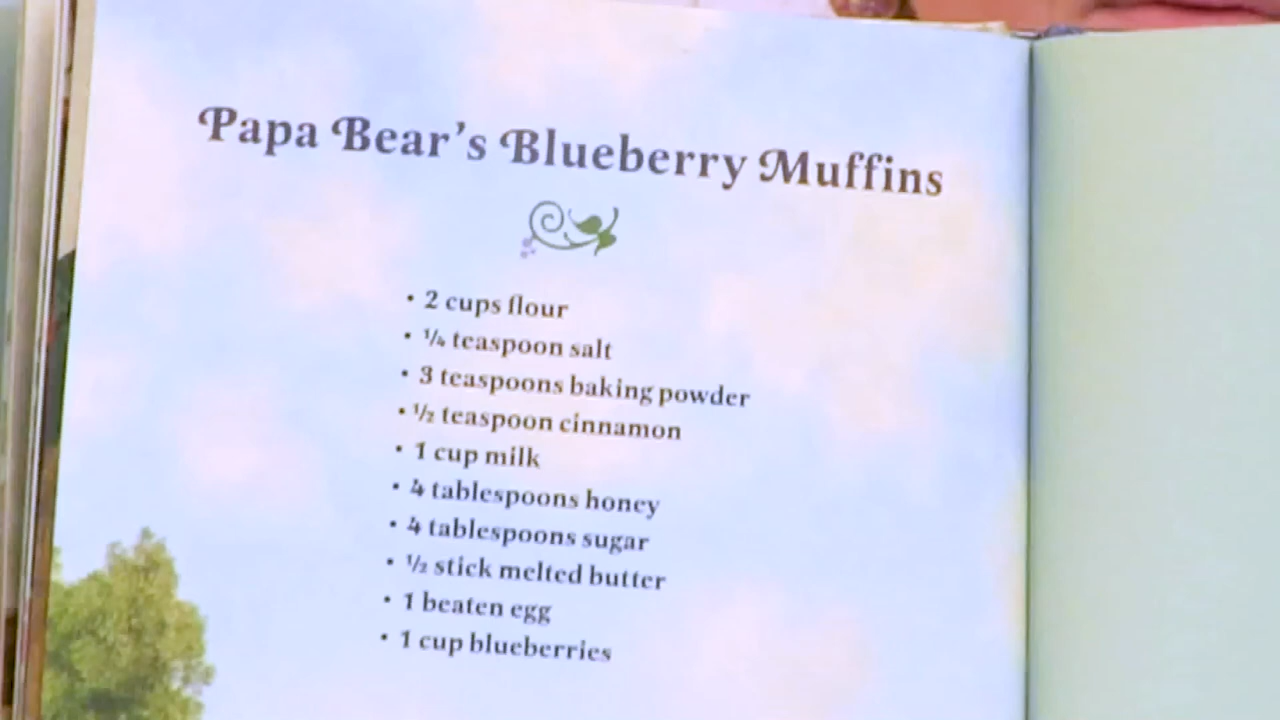 Papa Bear's Blueberry Muffins
• 2 cups flour
• ¼ teaspoon salt
• 3 teaspoons baking powder
• ½ teaspoon cinnamon
• 1 cup milk
• 4 tablespoons honey
• 4 tablespoons sugar
• ½ stick melted butter
• 1 beaten egg
• 1 cup blueberries